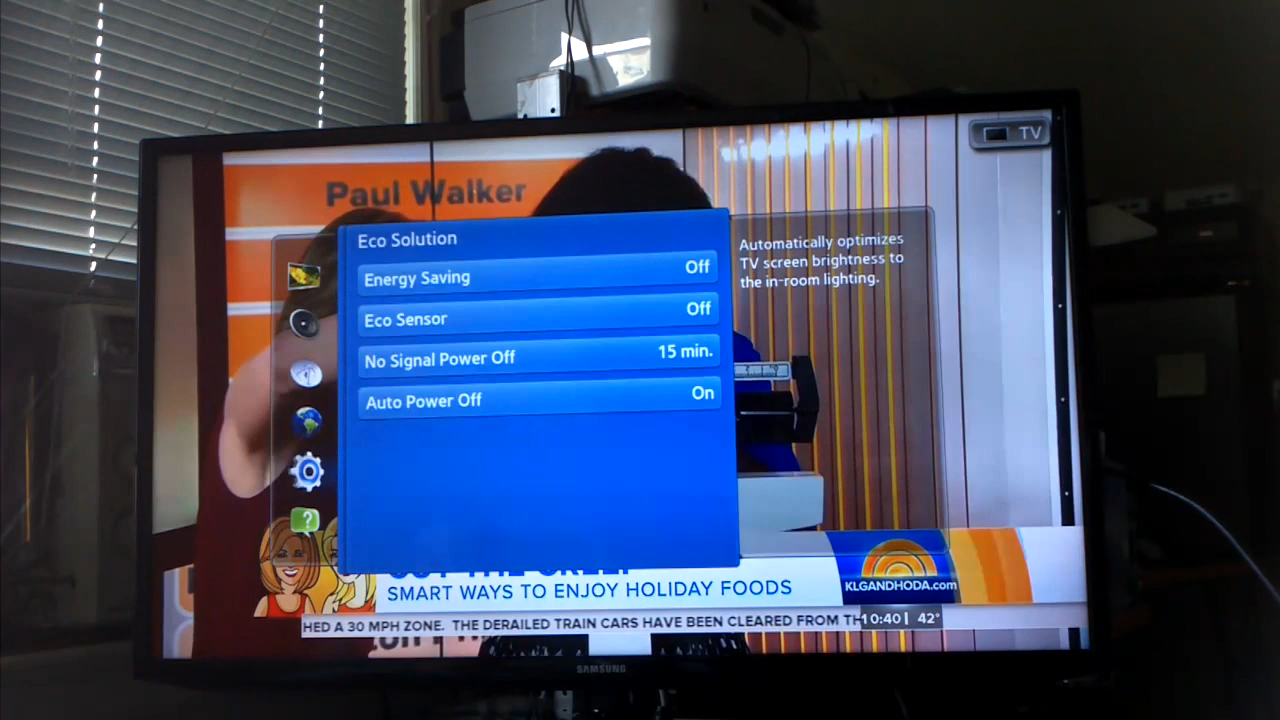 TV
Paul Walker
Eco Solution
Energy Saving Off
Eco Sensor Off
No Signal Power Off 15 min.
Auto Power Off On
Automatically optimizes
TV screen brightness to
the in-room lighting.
?
SMART WAYS TO ENJOY HOLIDAY FOODS
KLGANDHODA.com
HED A 30 MPH ZONE. THE DERAILED TRAIN CARS HAVE BEEN CLEARED FROM TH
10:40 42°
SAMSUNG